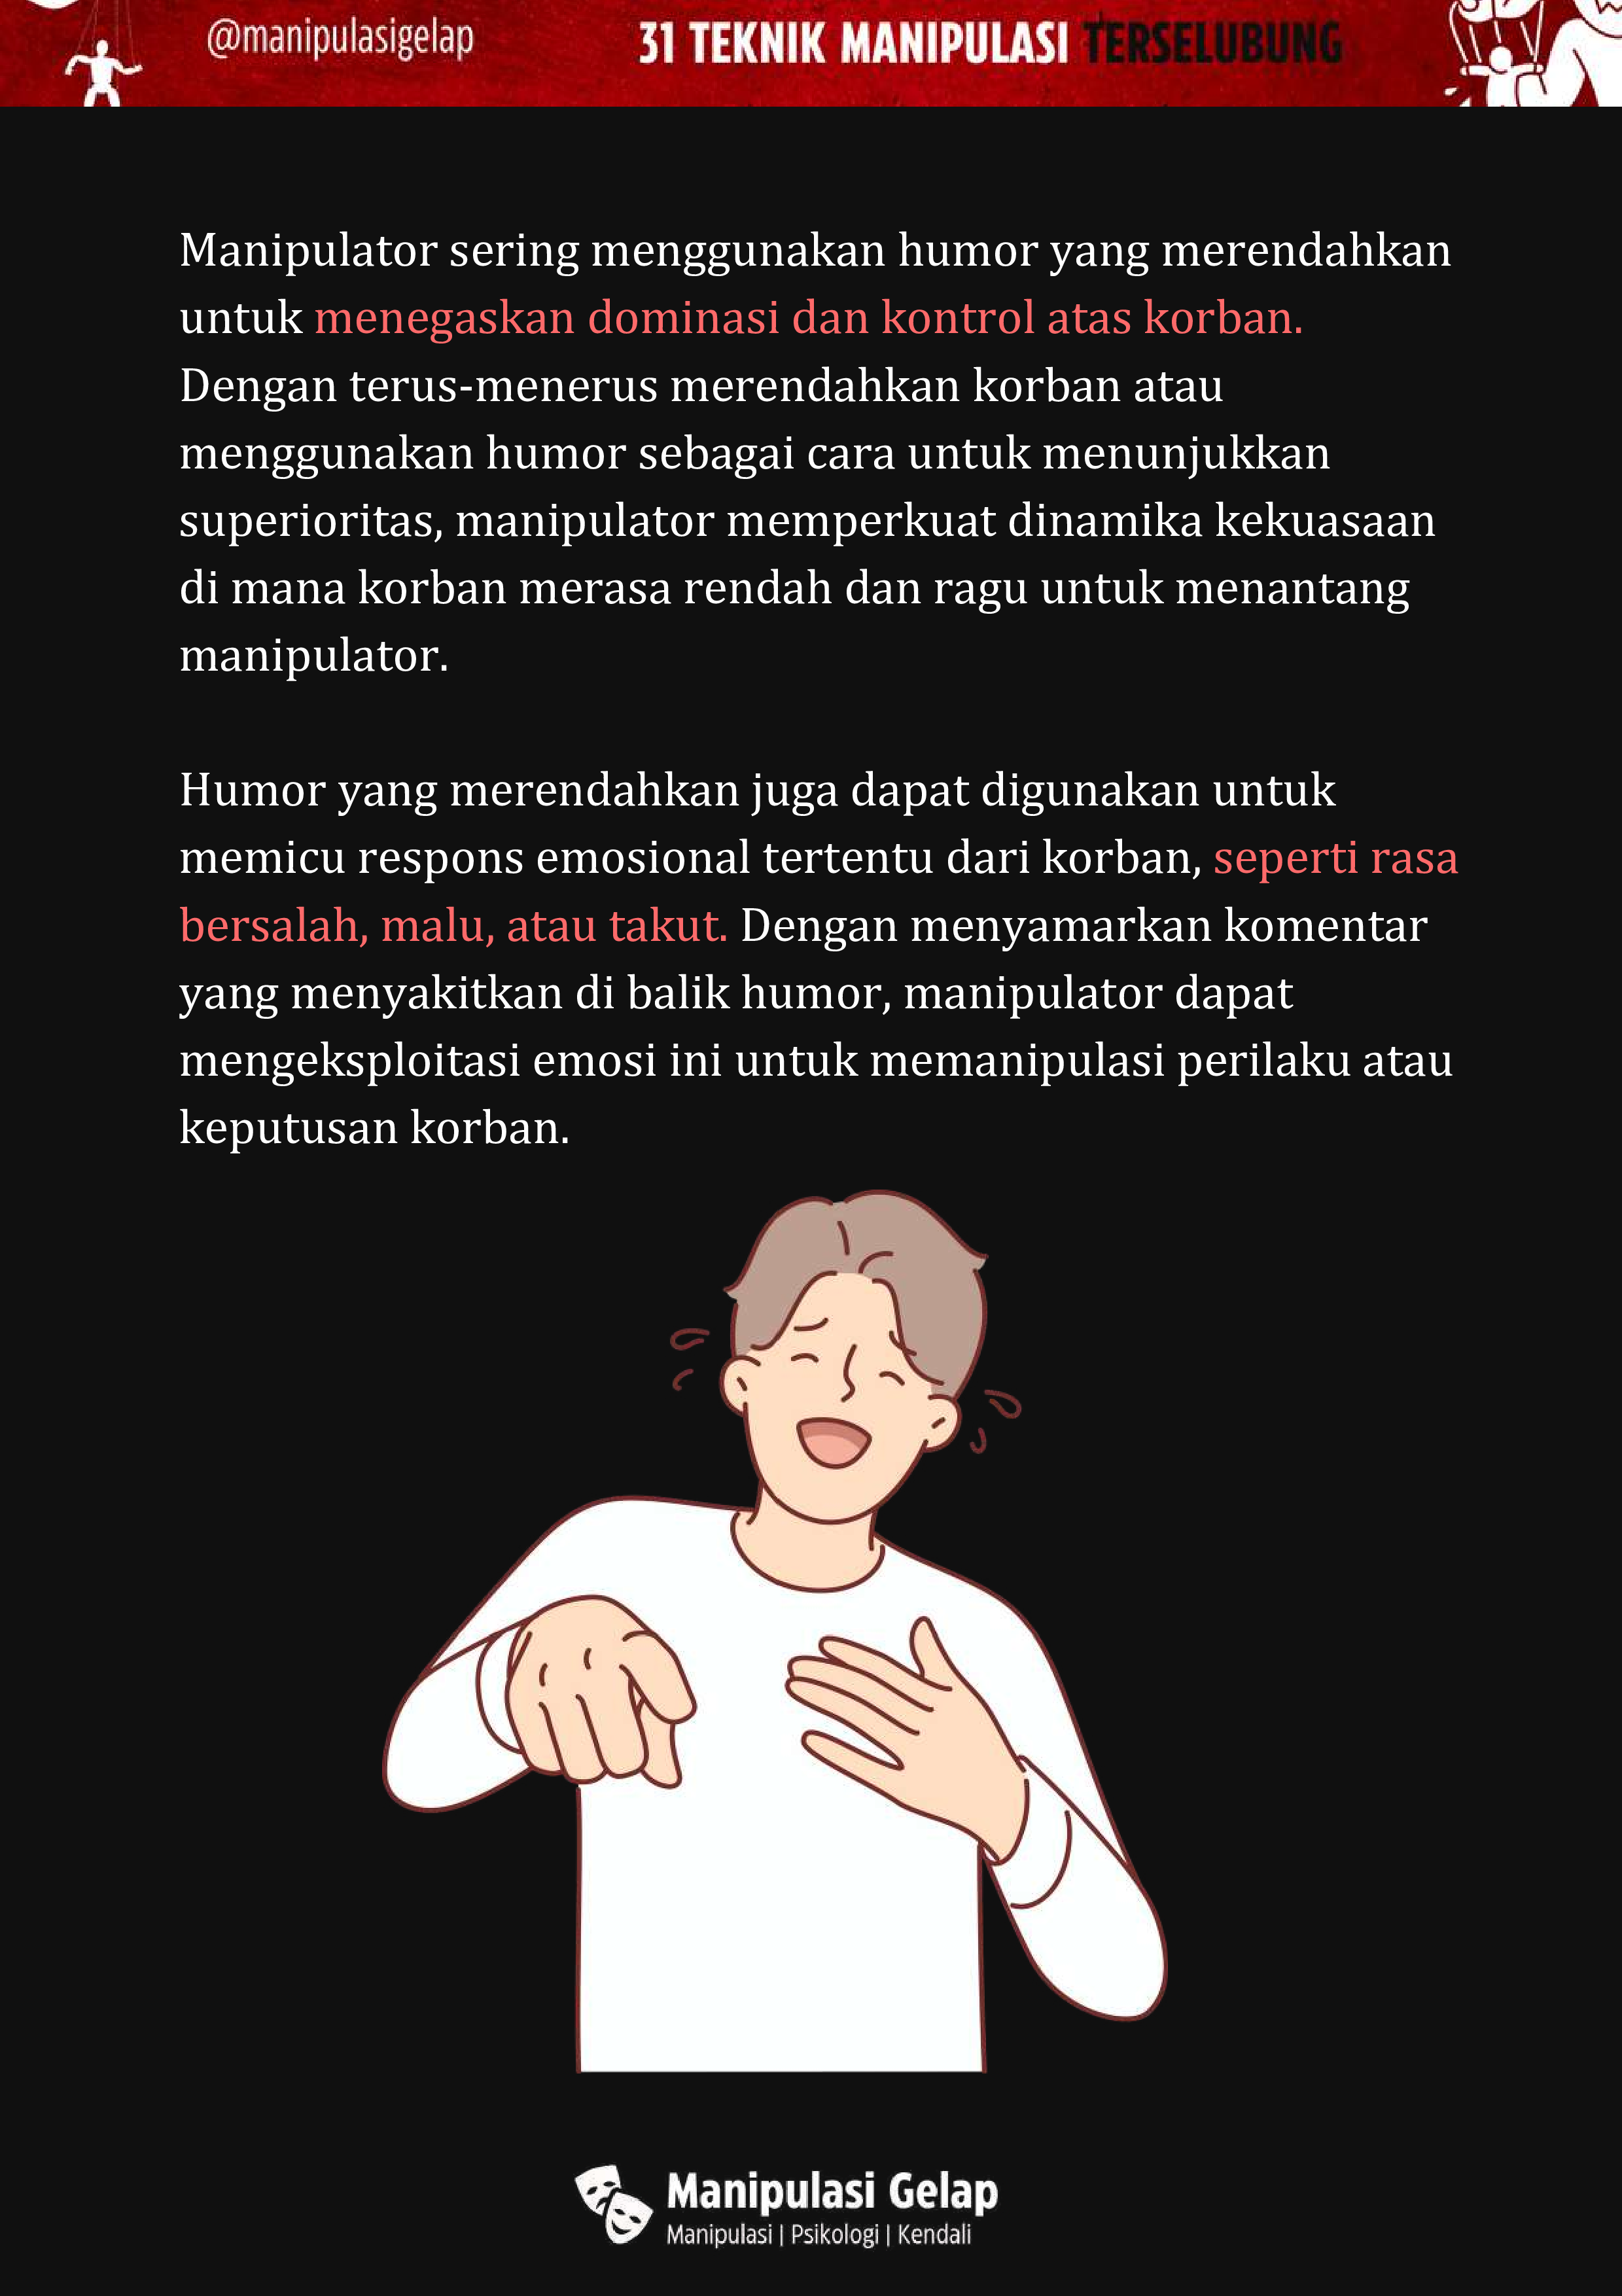 @manipulasigelap
31 TEKNIK MANIPULASI TERSELUBUNG
Manipulator sering menggunakan humor yang merendahkan
untuk menegaskan dominasi dan kontrol atas korban.
Dengan terus-menerus merendahkan korban atau
menggunakan humor sebagai cara untuk menunjukkan
superioritas, manipulator memperkuat dinamika kekuasaan
di mana korban merasa rendah dan ragu untuk menantang
manipulator.
Humor yang merendahkan juga dapat digunakan untuk
memicu respons emosional tertentu dari korban, seperti rasa
bersalah, malu, atau takut. Dengan menyamarkan komentar
yang menyakitkan di balik humor, manipulator dapat
mengeksploitasi emosi ini untuk memanipulasi perilaku atau
keputusan korban.
Manipulasi Gelap
Manipulasi | Psikologi | Kendali